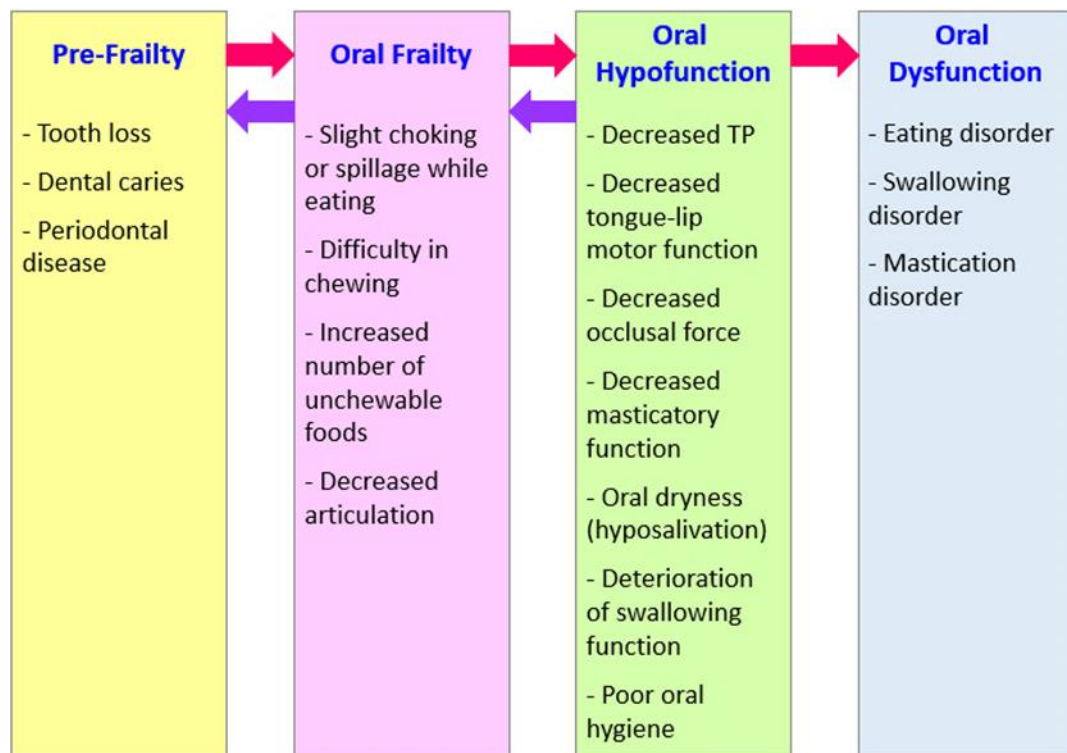 Pre-Frailty
- Tooth loss
- Dental caries
- Periodontal
disease
Oral Frailty
- Slight choking
or spillage while
eating
- Difficulty in
chewing
- Increased
number of
unchewable
foods
- Decreased
articulation
Oral
Hypofunction
- Decreased TP
- Decreased
tongue-lip
motor function
- Decreased
occlusal force
- Decreased
masticatory
function
- Oral dryness
(hyposalivation)
- Deterioration
of swallowing
function
- Poor oral
hygiene
Oral
Dysfunction
- Eating disorder
- Swallowing
disorder
- Mastication
disorder